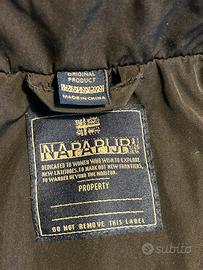 ORIGINAL
PRODUCT
MADE IN CHINA
NAPAPIJRI
DEDICATED TO WOMEN WHO WISH TO EXPLORE
NEW LATITUDES, TO MARK OUT NEW FRONTIERS,
TO WANDER BEYOND THE HORIZON.
PROPERTY
DO NOT REMOVE THIS LABEL
subito